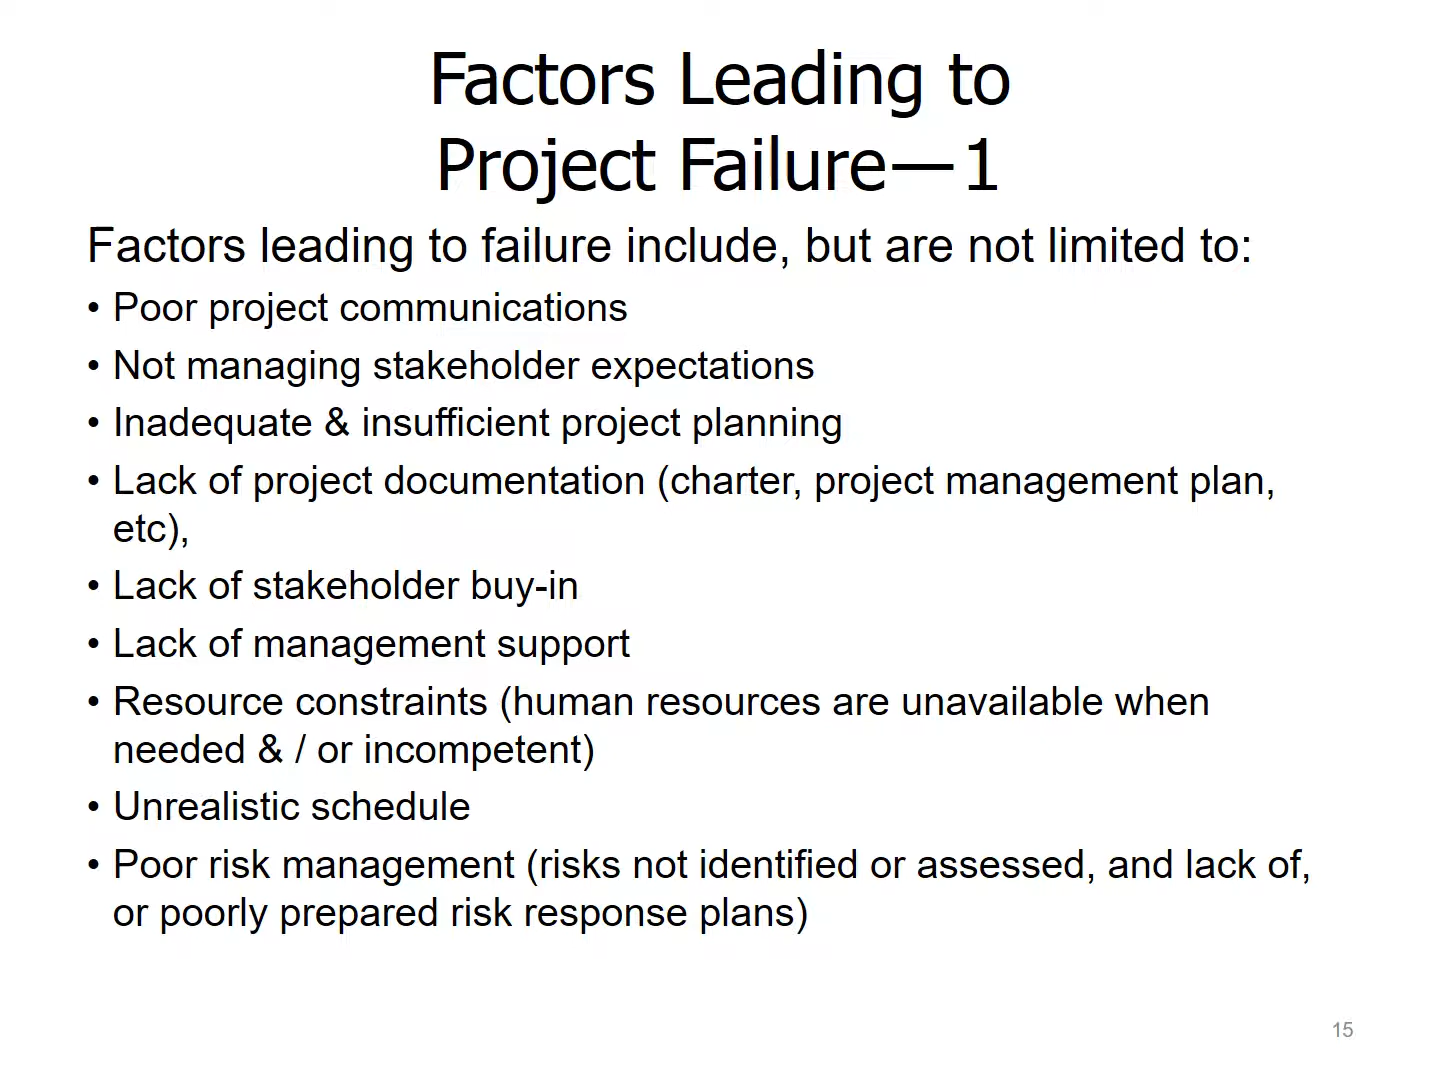 Factors Leading to
Project Failure—1
Factors leading to failure include, but are not limited to:
• Poor project communications
• Not managing stakeholder expectations
• Inadequate & insufficient project planning
• Lack of project documentation (charter, project management plan,
etc),
• Lack of stakeholder buy-in
• Lack of management support
• Resource constraints (human resources are unavailable when
needed & / or incompetent)
• Unrealistic schedule
• Poor risk management (risks not identified or assessed, and lack of,
or poorly prepared risk response plans)
15